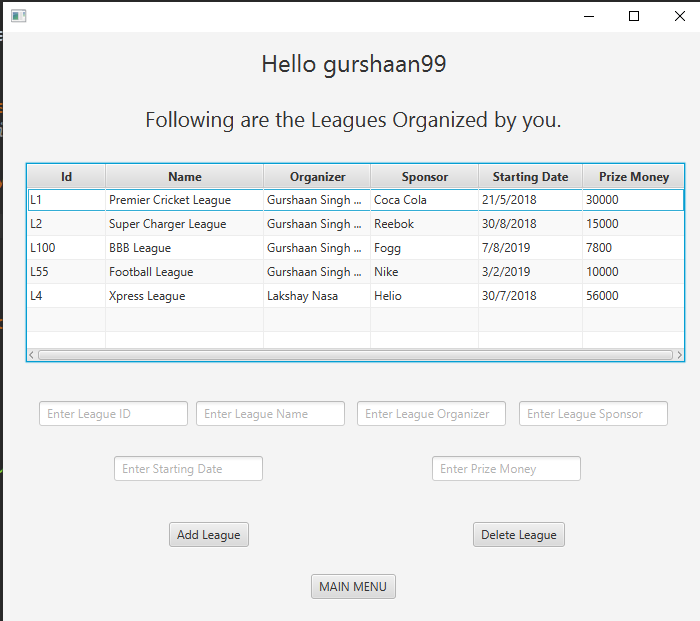 Hello gurshaan99
Following are the Leagues Organized by you.
Id Name Organizer Sponsor Starting Date Prize Money
L1 Premier Cricket League Gurshaan Singh ... Coca Cola 21/5/2018 30000
L2 Super Charger League Gurshaan Singh ... Reebok 30/8/2018 15000
L100 BBB League Gurshaan Singh ... Fogg 7/8/2019 7800
L55 Football League Gurshaan Singh ... Nike 3/2/2019 10000
L4 Xpress League Lakshay Nasa Helio 30/7/2018 56000
Enter League ID Enter League Name Enter League Organizer Enter League Sponsor
Enter Starting Date Enter Prize Money
Add League Delete League
MAIN MENU